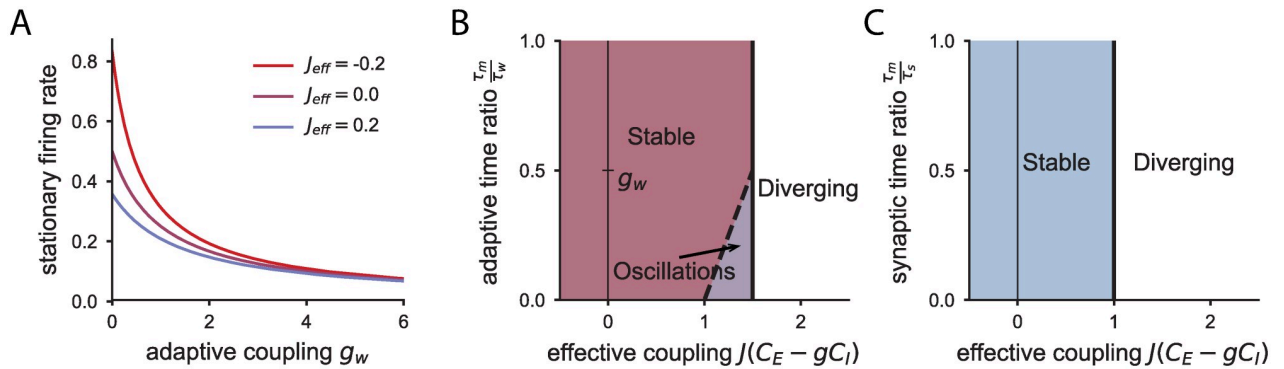 A
stationary firing rate
0.8
0.6
0.4
0.2
0.0
0
2
4
6
adaptive coupling g_w
J_eff = -0.2
J_eff = 0.0
J_eff = 0.2
B
adaptive time ratio τ_m/τ_w
1.0
0.5
0.0
Stable
g_w
Diverging
Oscillations
0
1
2
effective coupling J(C_E − gC_I)
C
synaptic time ratio τ_m/τ_s
1.0
0.5
0.0
Stable
Diverging
0
1
2
effective coupling J(C_E − gC_I)